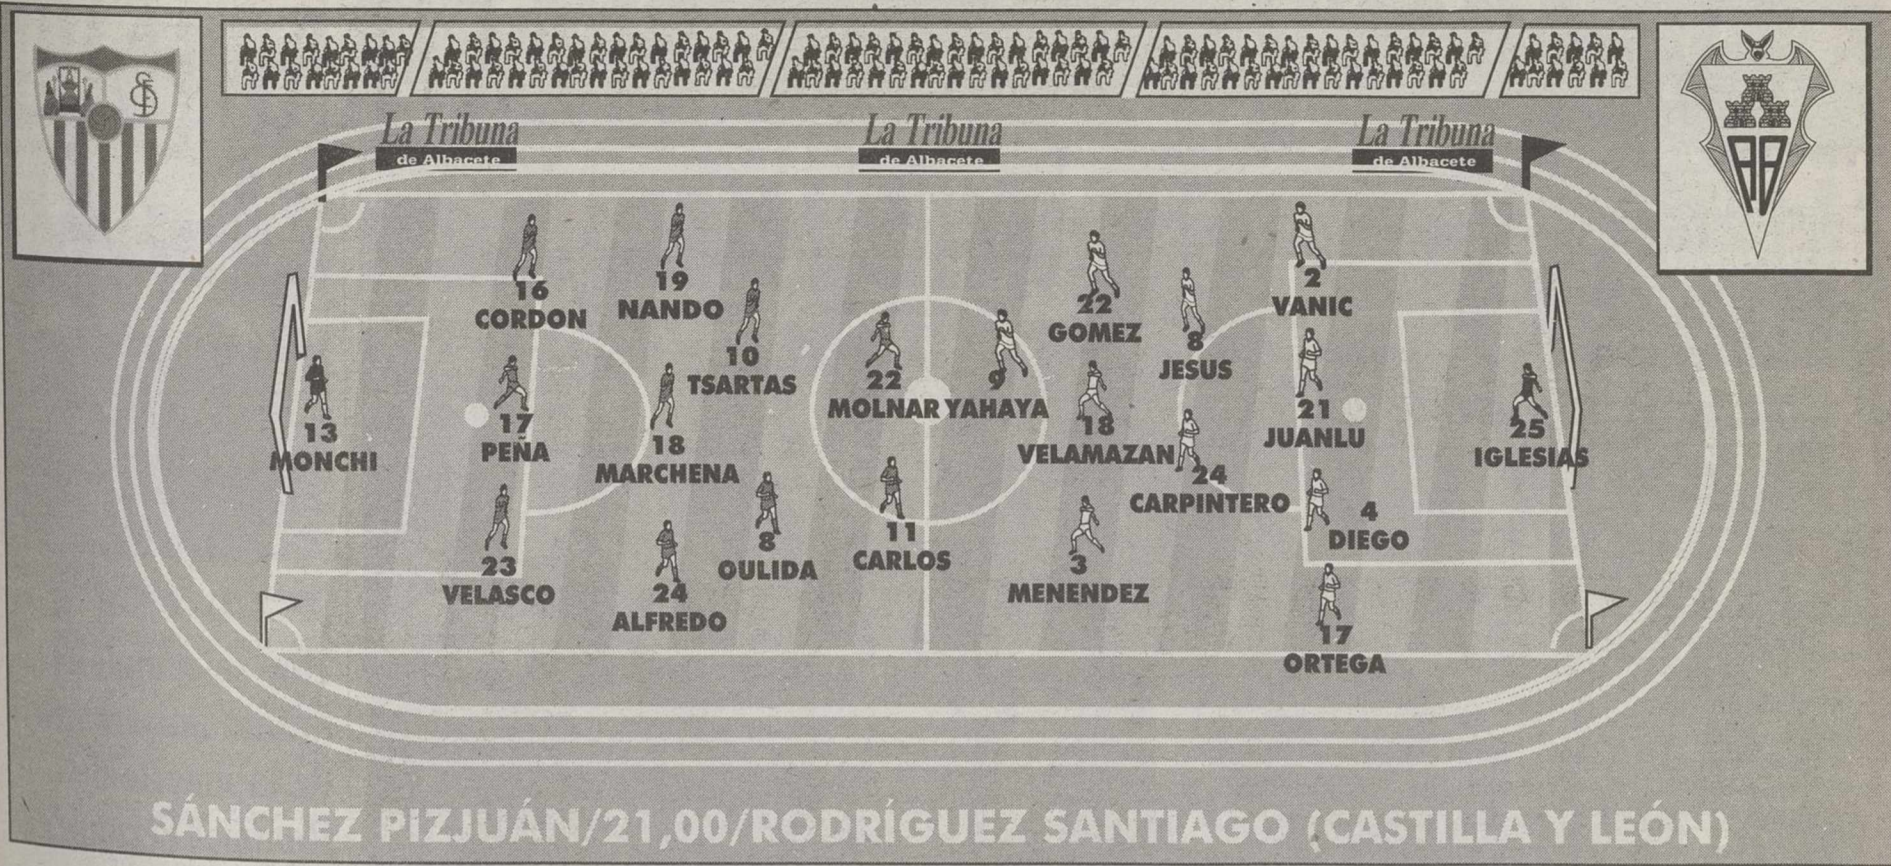 La Tribuna
de Albacete
La Tribuna
de Albacete
La Tribuna
de Albacete
16
CORDON
19
NANDO
10
TSARTAS
13
MONCHI
17
PEÑA
18
MARCHENA
23
VELASCO
24
ALFREDO
8
OULIDA
22
MOLNAR
11
CARLOS
9
YAHAYA
22
GOMEZ
8
JESUS
2
VANIC
18
VELAMAZAN
24
CARPINTERO
21
JUANLU
25
IGLESIAS
3
MENENDEZ
4
DIEGO
17
ORTEGA
SÁNCHEZ PIZJUÁN/21,00/RODRÍGUEZ SANTIAGO (CASTILLA Y LEÓN)